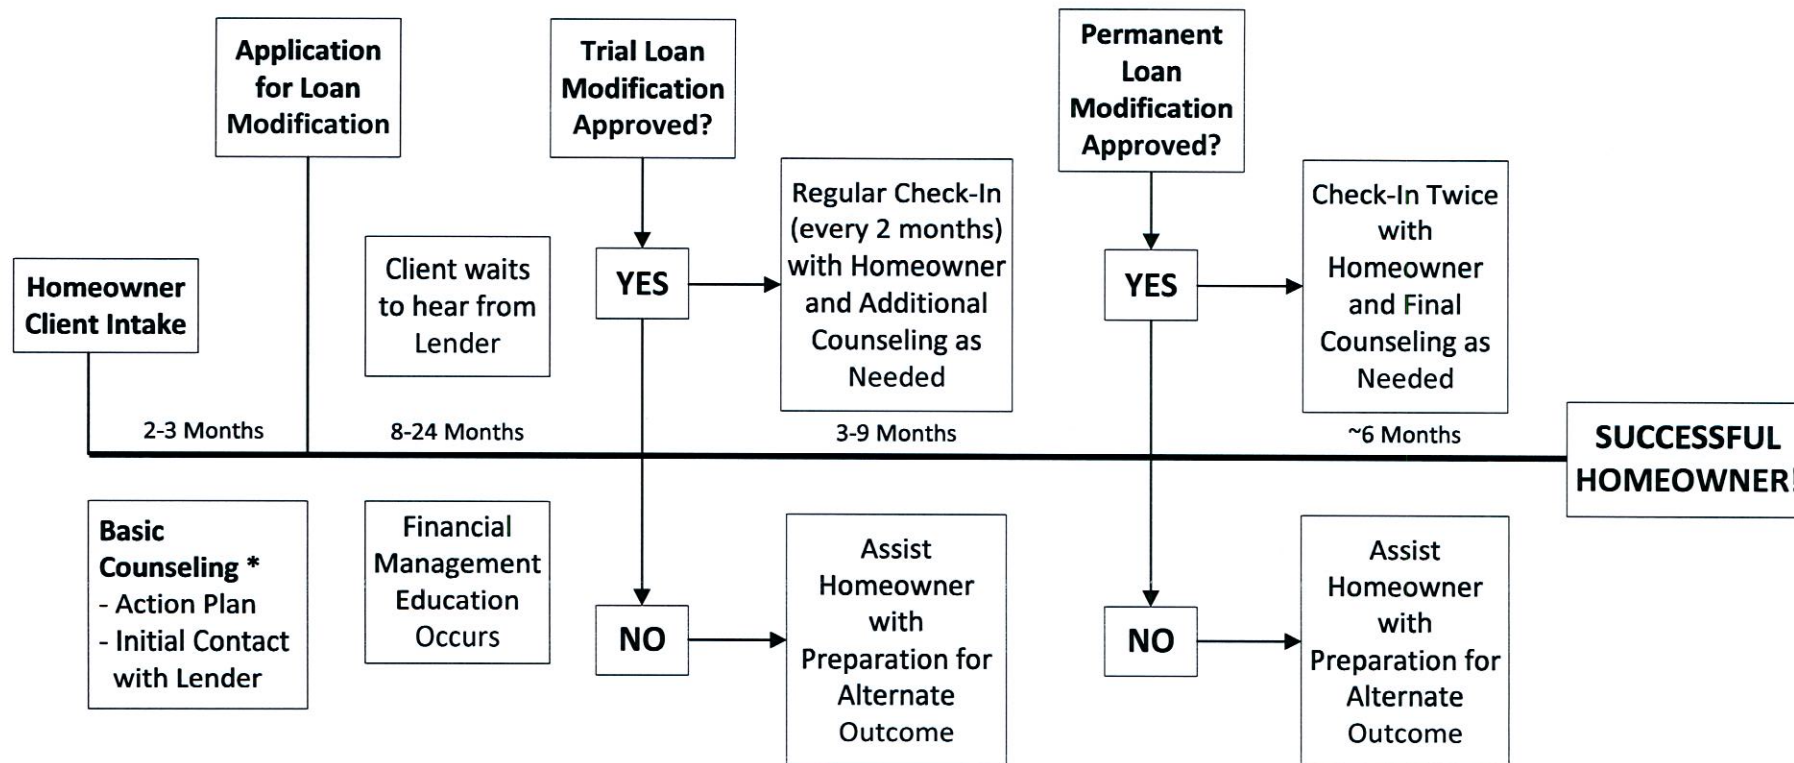 Homeowner
Client Intake
Application
for Loan
Modification
Client waits
to hear from
Lender
Trial Loan
Modification
Approved?
YES
Regular Check-In
(every 2 months)
with Homeowner
and Additional
Counseling as
Needed
Permanent
Loan
Modification
Approved?
YES
Check-In Twice
with
Homeowner
and Final
Counseling as
Needed
2-3 Months
8-24 Months
3-9 Months
~6 Months
SUCCESSFUL
HOMEOWNER!
Basic
Counseling *
- Action Plan
- Initial Contact
with Lender
Financial
Management
Education
Occurs
NO
Assist
Homeowner
with
Preparation for
Alternate
Outcome
NO
Assist
Homeowner
with
Preparation for
Alternate
Outcome